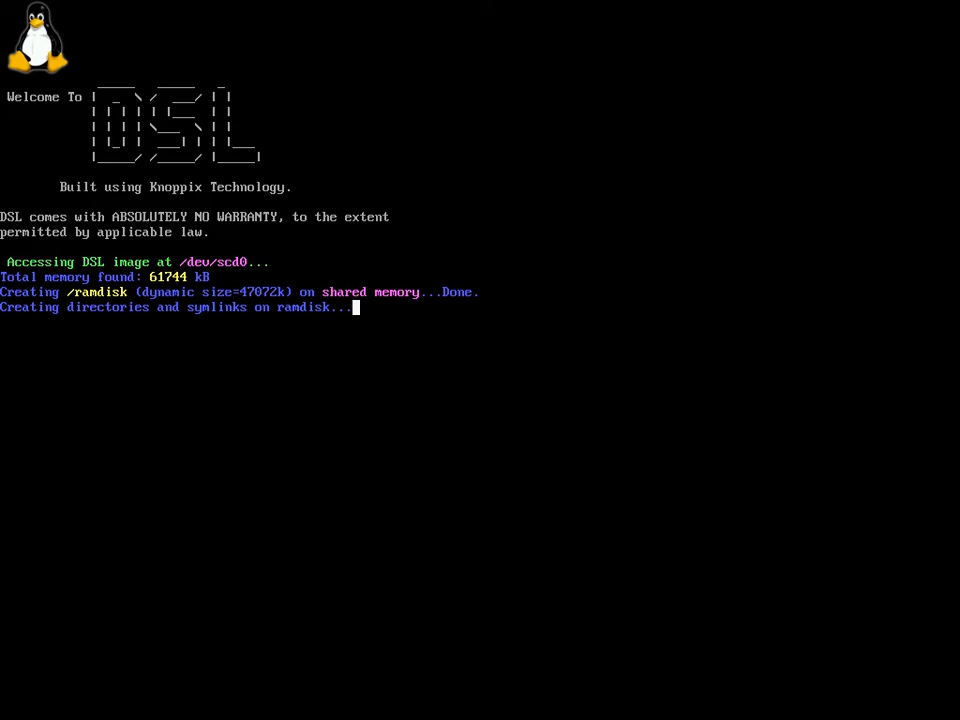 Welcome To DSL
Built using Knoppix Technology.
DSL comes with ABSOLUTELY NO WARRANTY, to the extent
permitted by applicable law.
Accessing DSL image at /dev/scd0...
Total memory found: 61744 kB
Creating /ramdisk (dynamic size=47072k) on shared memory...Done.
Creating directories and symlinks on ramdisk...